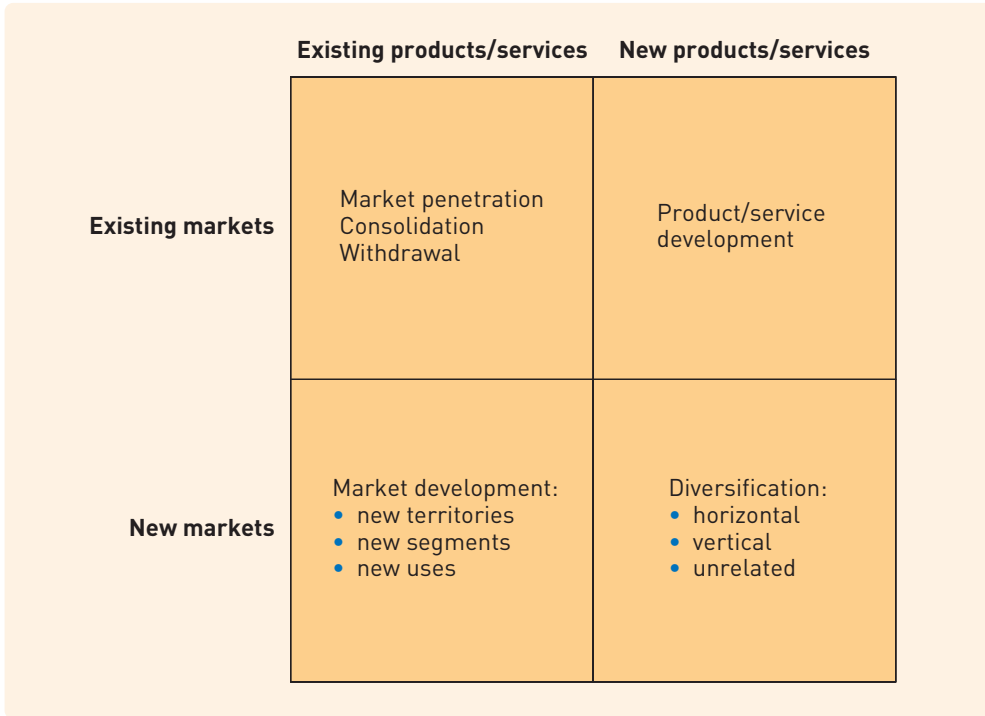 Existing products/services
New products/services
Existing markets
Market penetration
Consolidation
Withdrawal
Product/service
development
New markets
Market development:
• new territories
• new segments
• new uses
Diversification:
• horizontal
• vertical
• unrelated